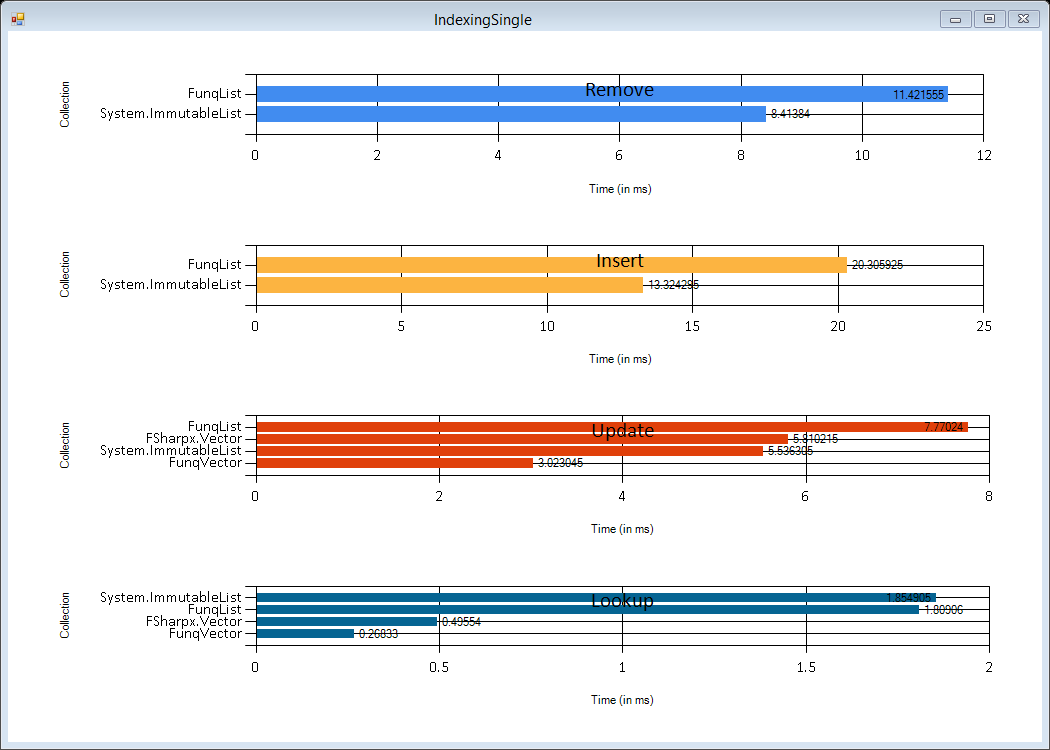 IndexingSingle
Remove
Collection
FunqList 11.421555
System.ImmutableList 8.41384
0 2 4 6 8 10 12
Time (in ms)
Insert
Collection
FunqList 20.305925
System.ImmutableList 13.324295
0 5 10 15 20 25
Time (in ms)
Update
Collection
FunqList 7.77024
FSharpx.Vector 5.810215
System.ImmutableList 5.536305
FunqVector 3.023045
0 2 4 6 8
Time (in ms)
Lookup
Collection
System.ImmutableList 1.854905
FunqList 1.80906
FSharpx.Vector 0.49554
FunqVector 0.26833
0 0.5 1 1.5 2
Time (in ms)